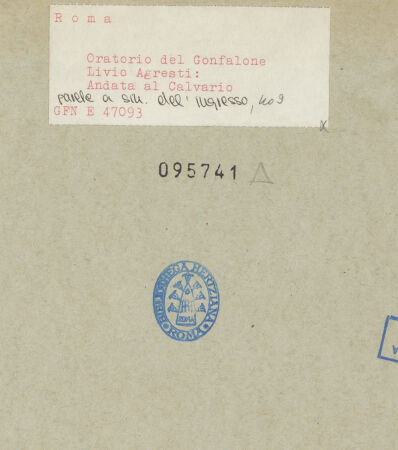 Roma
Oratorio del Gonfalone
Livio Agresti:
Andata al Calvario
parete a sin. dell'ingresso, no 9
GFN E 47093
x
095741
BIBLIOTHECA HERTZIANA
ROMA
ROMA